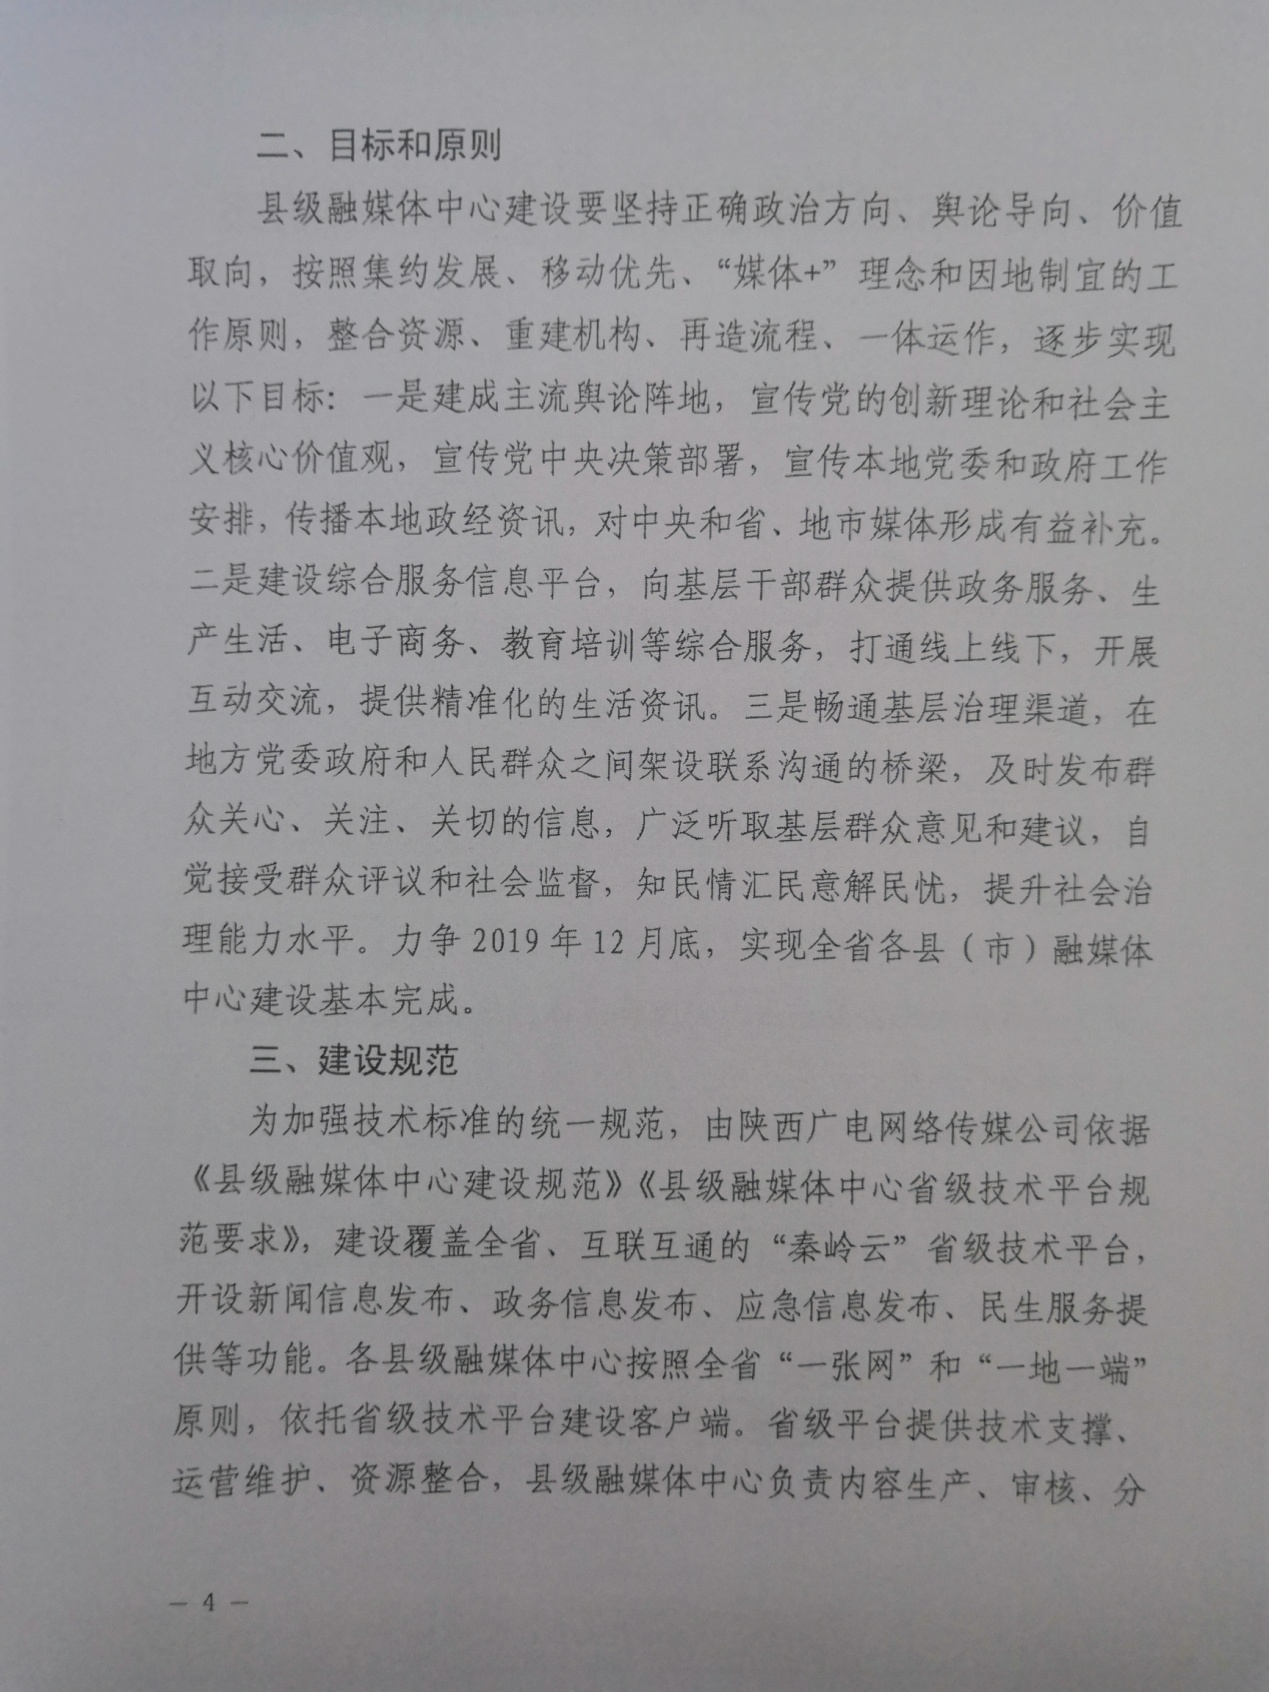 二、目标和原则
县级融媒体中心建设要坚持正确政治方向、舆论导向、价值
取向，按照集约发展、移动优先、“媒体+”理念和因地制宜的工
作原则，整合资源、重建机构、再造流程、一体运作，逐步实现
以下目标：一是建成主流舆论阵地，宣传党的创新理论和社会主
义核心价值观，宣传党中央决策部署，宣传本地党委和政府工作
安排，传播本地政经资讯，对中央和省、地市媒体形成有益补充。
二是建设综合服务信息平台，向基层干部群众提供政务服务、生
产生活、电子商务、教育培训等综合服务，打通线上线下，开展
互动交流，提供精准化的生活资讯。三是畅通基层治理渠道，在
地方党委政府和人民群众之间架设联系沟通的桥梁，及时发布群
众关心、关注、关切的信息，广泛听取基层群众意见和建议，自
觉接受群众评议和社会监督，知民情汇民意解民忧，提升社会治
理能力水平。力争2019年12月底，实现全省各县（市）融媒体
中心建设基本完成。
三、建设规范
为加强技术标准的统一规范，由陕西广电网络传媒公司依据
《县级融媒体中心建设规范》《县级融媒体中心省级技术平台规
范要求》，建设覆盖全省、互联互通的“秦岭云”省级技术平台，
开设新闻信息发布、政务信息发布、应急信息发布、民生服务提
供等功能。各县级融媒体中心按照全省“一张网”和“一地一端”
原则，依托省级技术平台建设客户端。省级平台提供技术支撑、
运营维护、资源整合，县级融媒体中心负责内容生产、审核、分
— 4 —